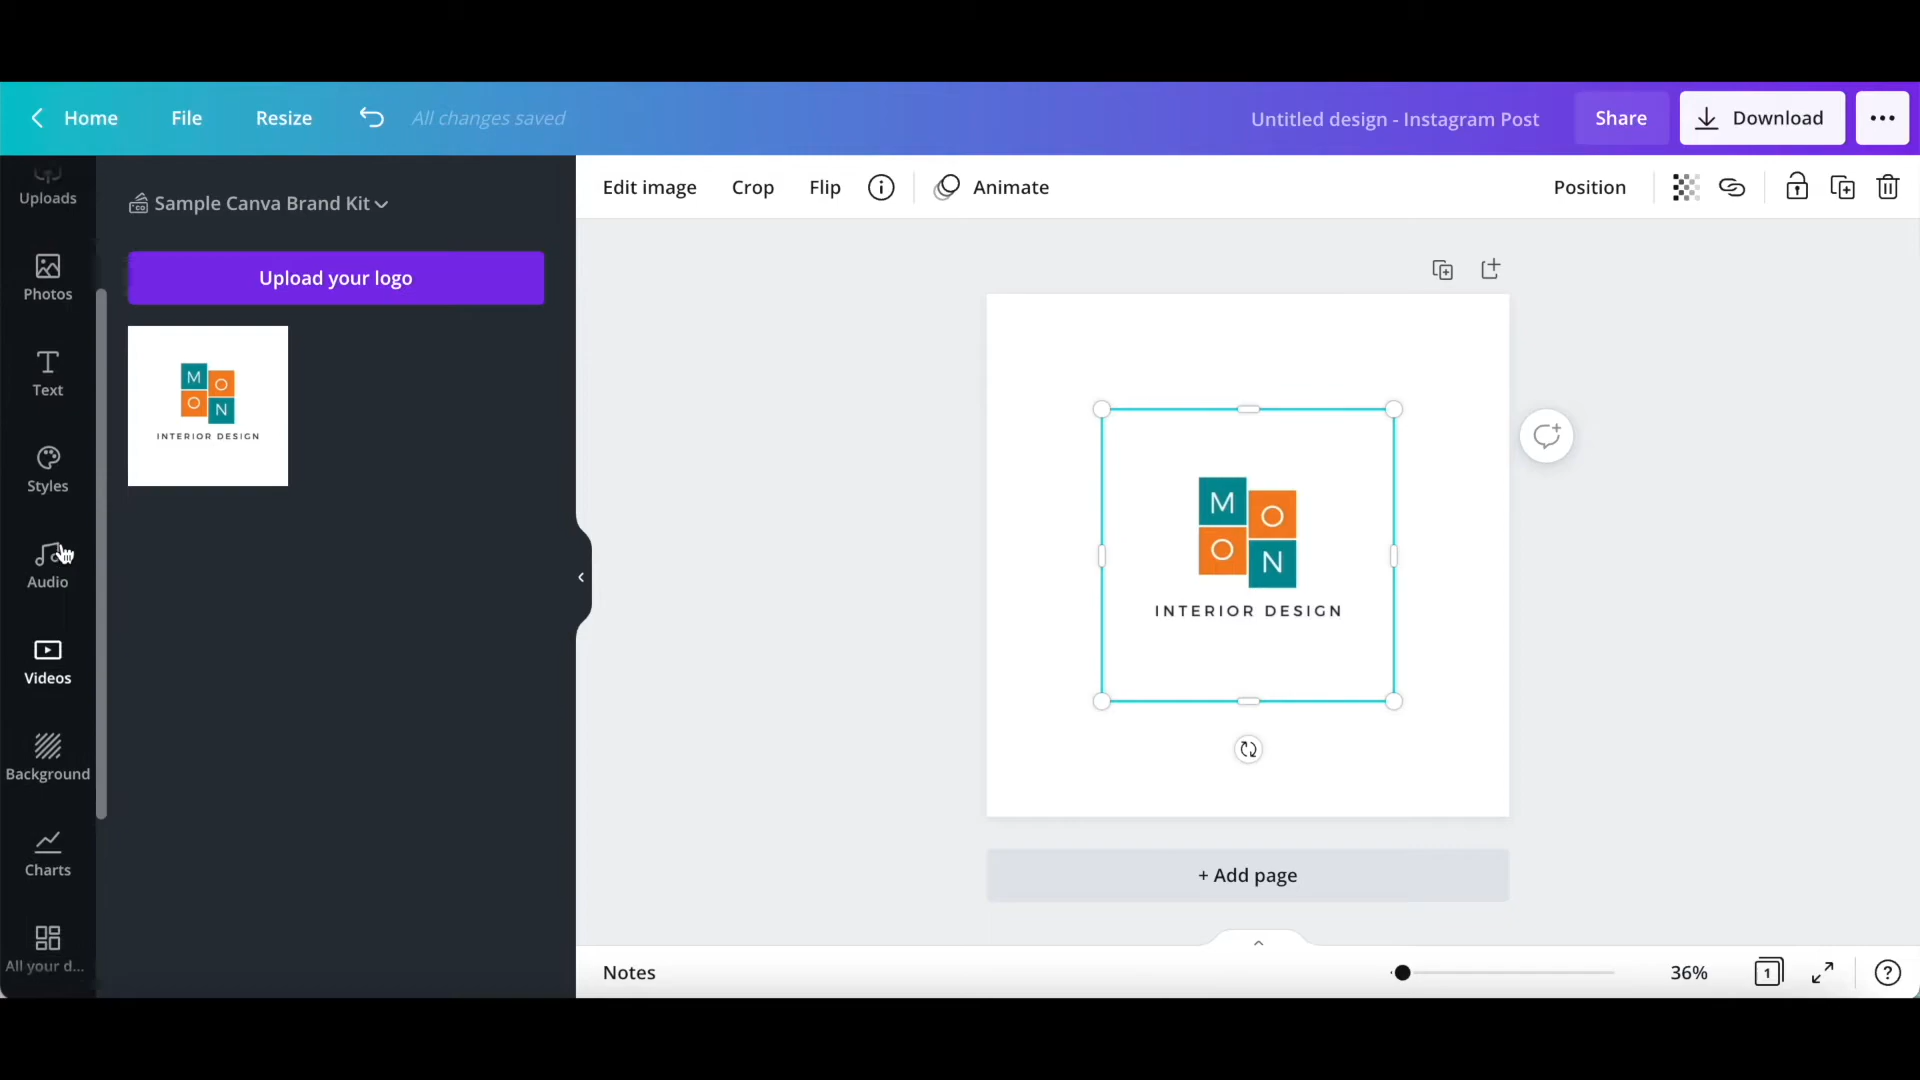 Home File Resize All changes saved Untitled design - Instagram Post Share Download
Uploads
Photos
Text
Styles
Audio
Videos
Background
Charts
All your d...
Sample Canva Brand Kit
Upload your logo
M O
O N
INTERIOR DESIGN
Edit image Crop Flip Animate Position
M O
O N
INTERIOR DESIGN
+ Add page
Notes 36% 1 ?